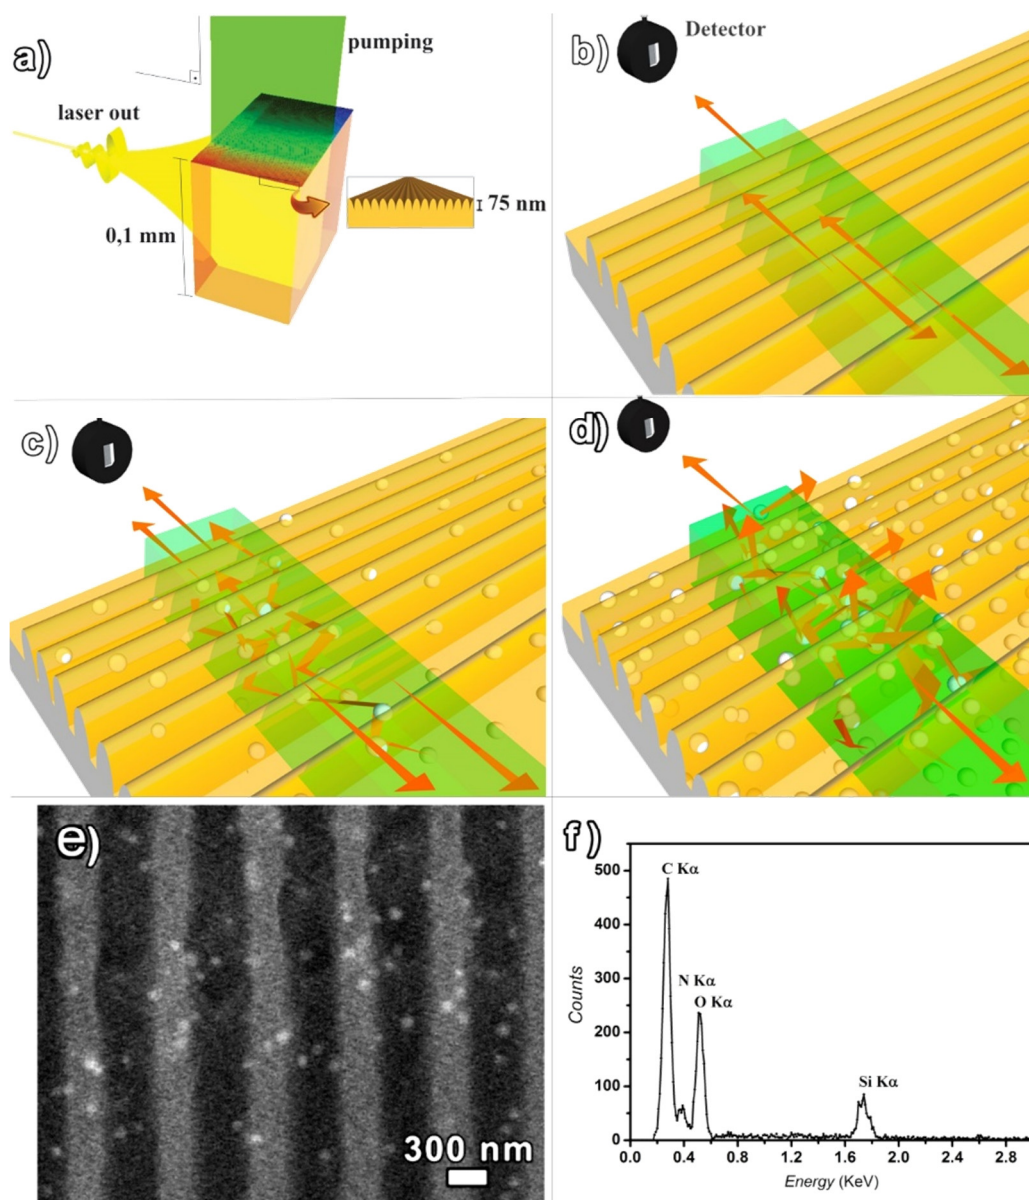 a)
pumping
laser out
75 nm
0,1 mm
b)
Detector
c)
d)
e)
300 nm
f)
500
400
300
200
100
0
Counts
C Kα
N Kα
O Kα
Si Kα
0.0 0.4 0.8 1.2 1.6 2.0 2.4 2.8
Energy (KeV)